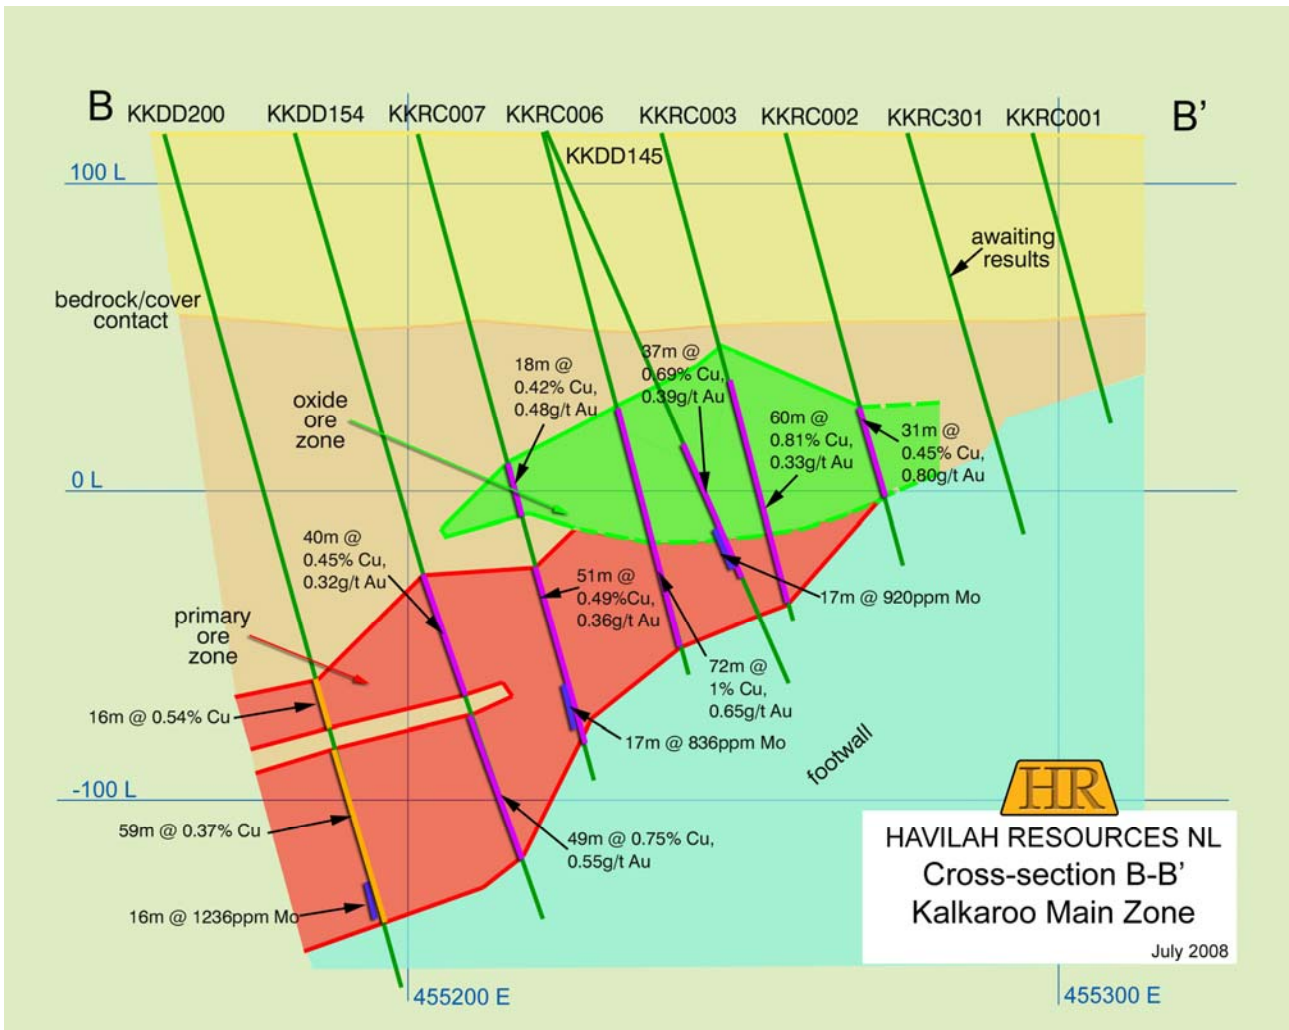 B
KKDD200
KKDD154
KKRC007
KKRC006
KKRC003
KKRC002
KKRC301
KKRC001
B’
KKDD145
100 L
awaiting
results
bedrock/cover
contact
18m @
0.42% Cu,
0.48g/t Au
37m @
0.69% Cu,
0.39g/t Au
oxide
ore
zone
60m @
0.81% Cu,
0.33g/t Au
31m @
0.45% Cu,
0.80g/t Au
0 L
40m @
0.45% Cu,
0.32g/t Au
51m @
0.49%Cu,
0.36g/t Au
17m @ 920ppm Mo
primary
ore
zone
72m @
1% Cu,
0.65g/t Au
16m @ 0.54% Cu
17m @ 836ppm Mo
footwall
-100 L
59m @ 0.37% Cu
49m @ 0.75% Cu,
0.55g/t Au
16m @ 1236ppm Mo
HR
HAVILAH RESOURCES NL
Cross-section B-B’
Kalkaroo Main Zone
July 2008
455200 E
455300 E